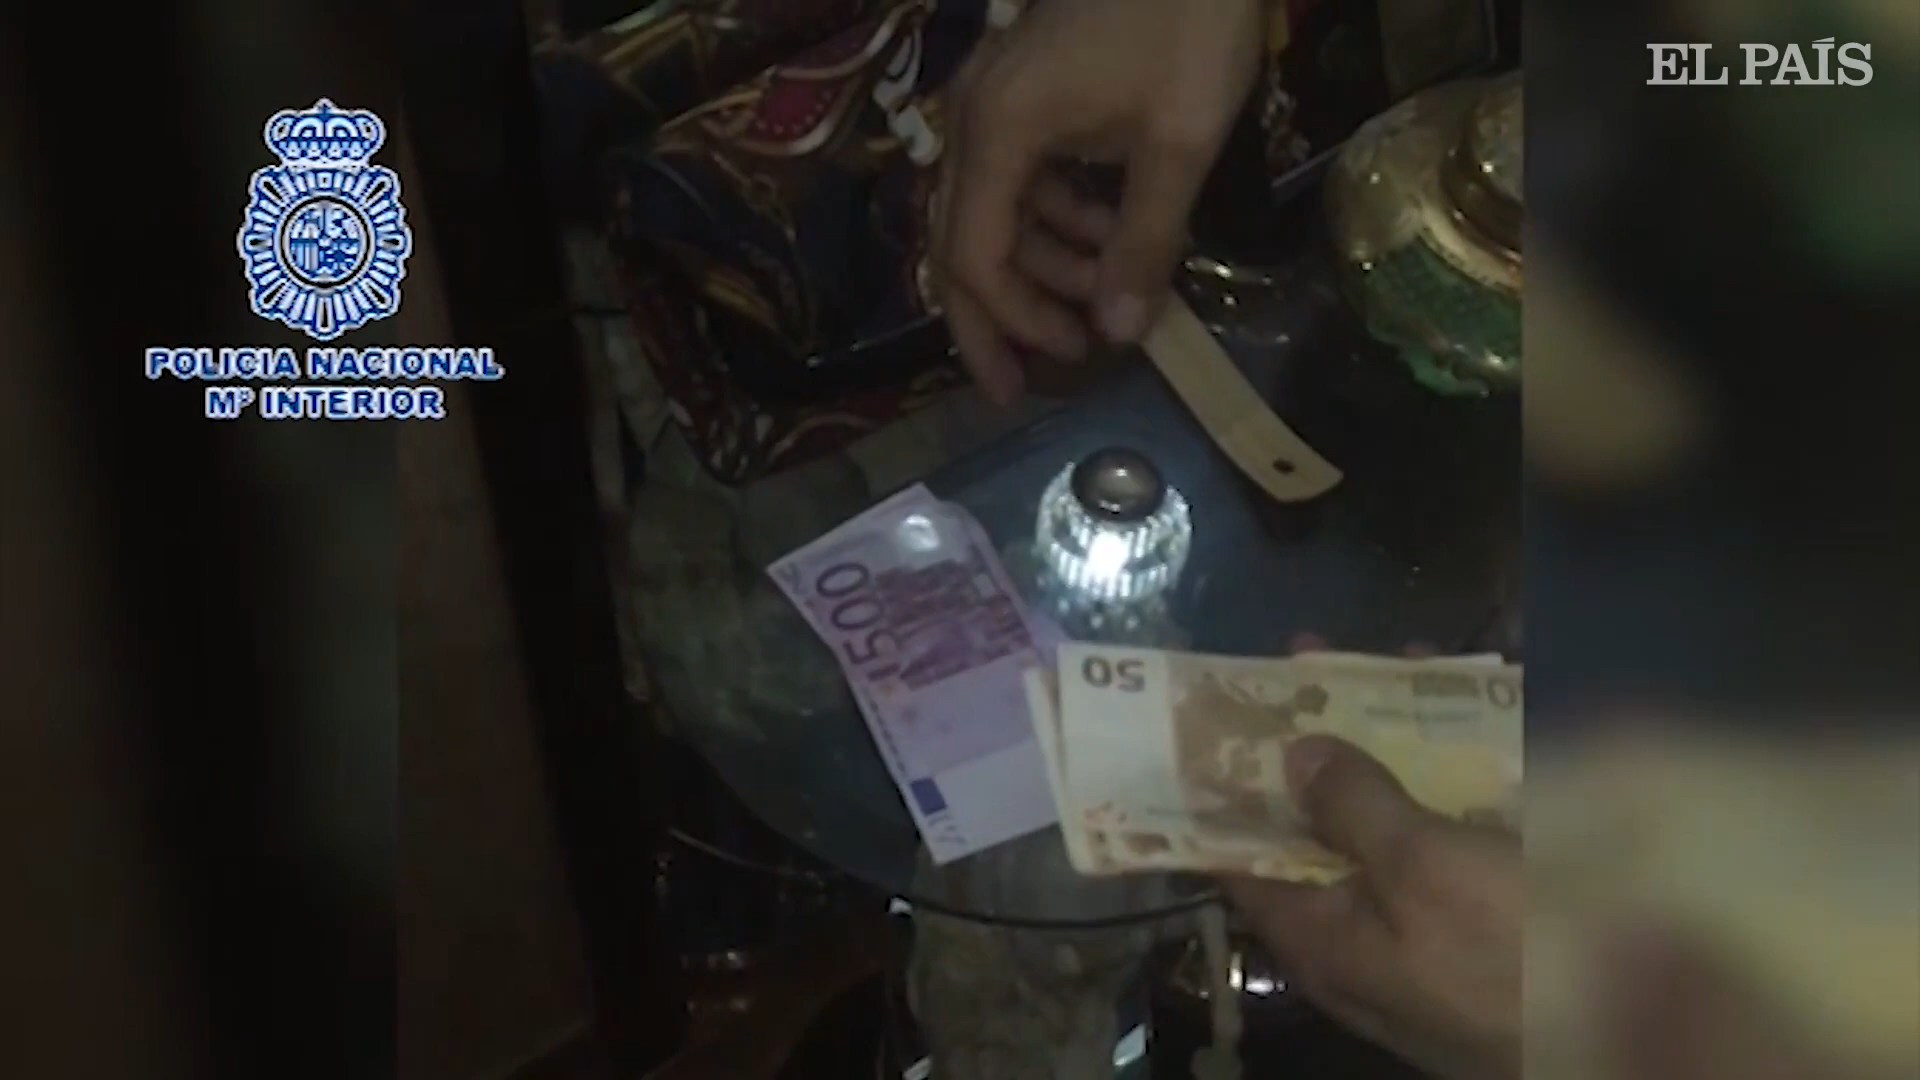 EL PAÍS
POLICIA NACIONAL
Mº INTERIOR
500
50